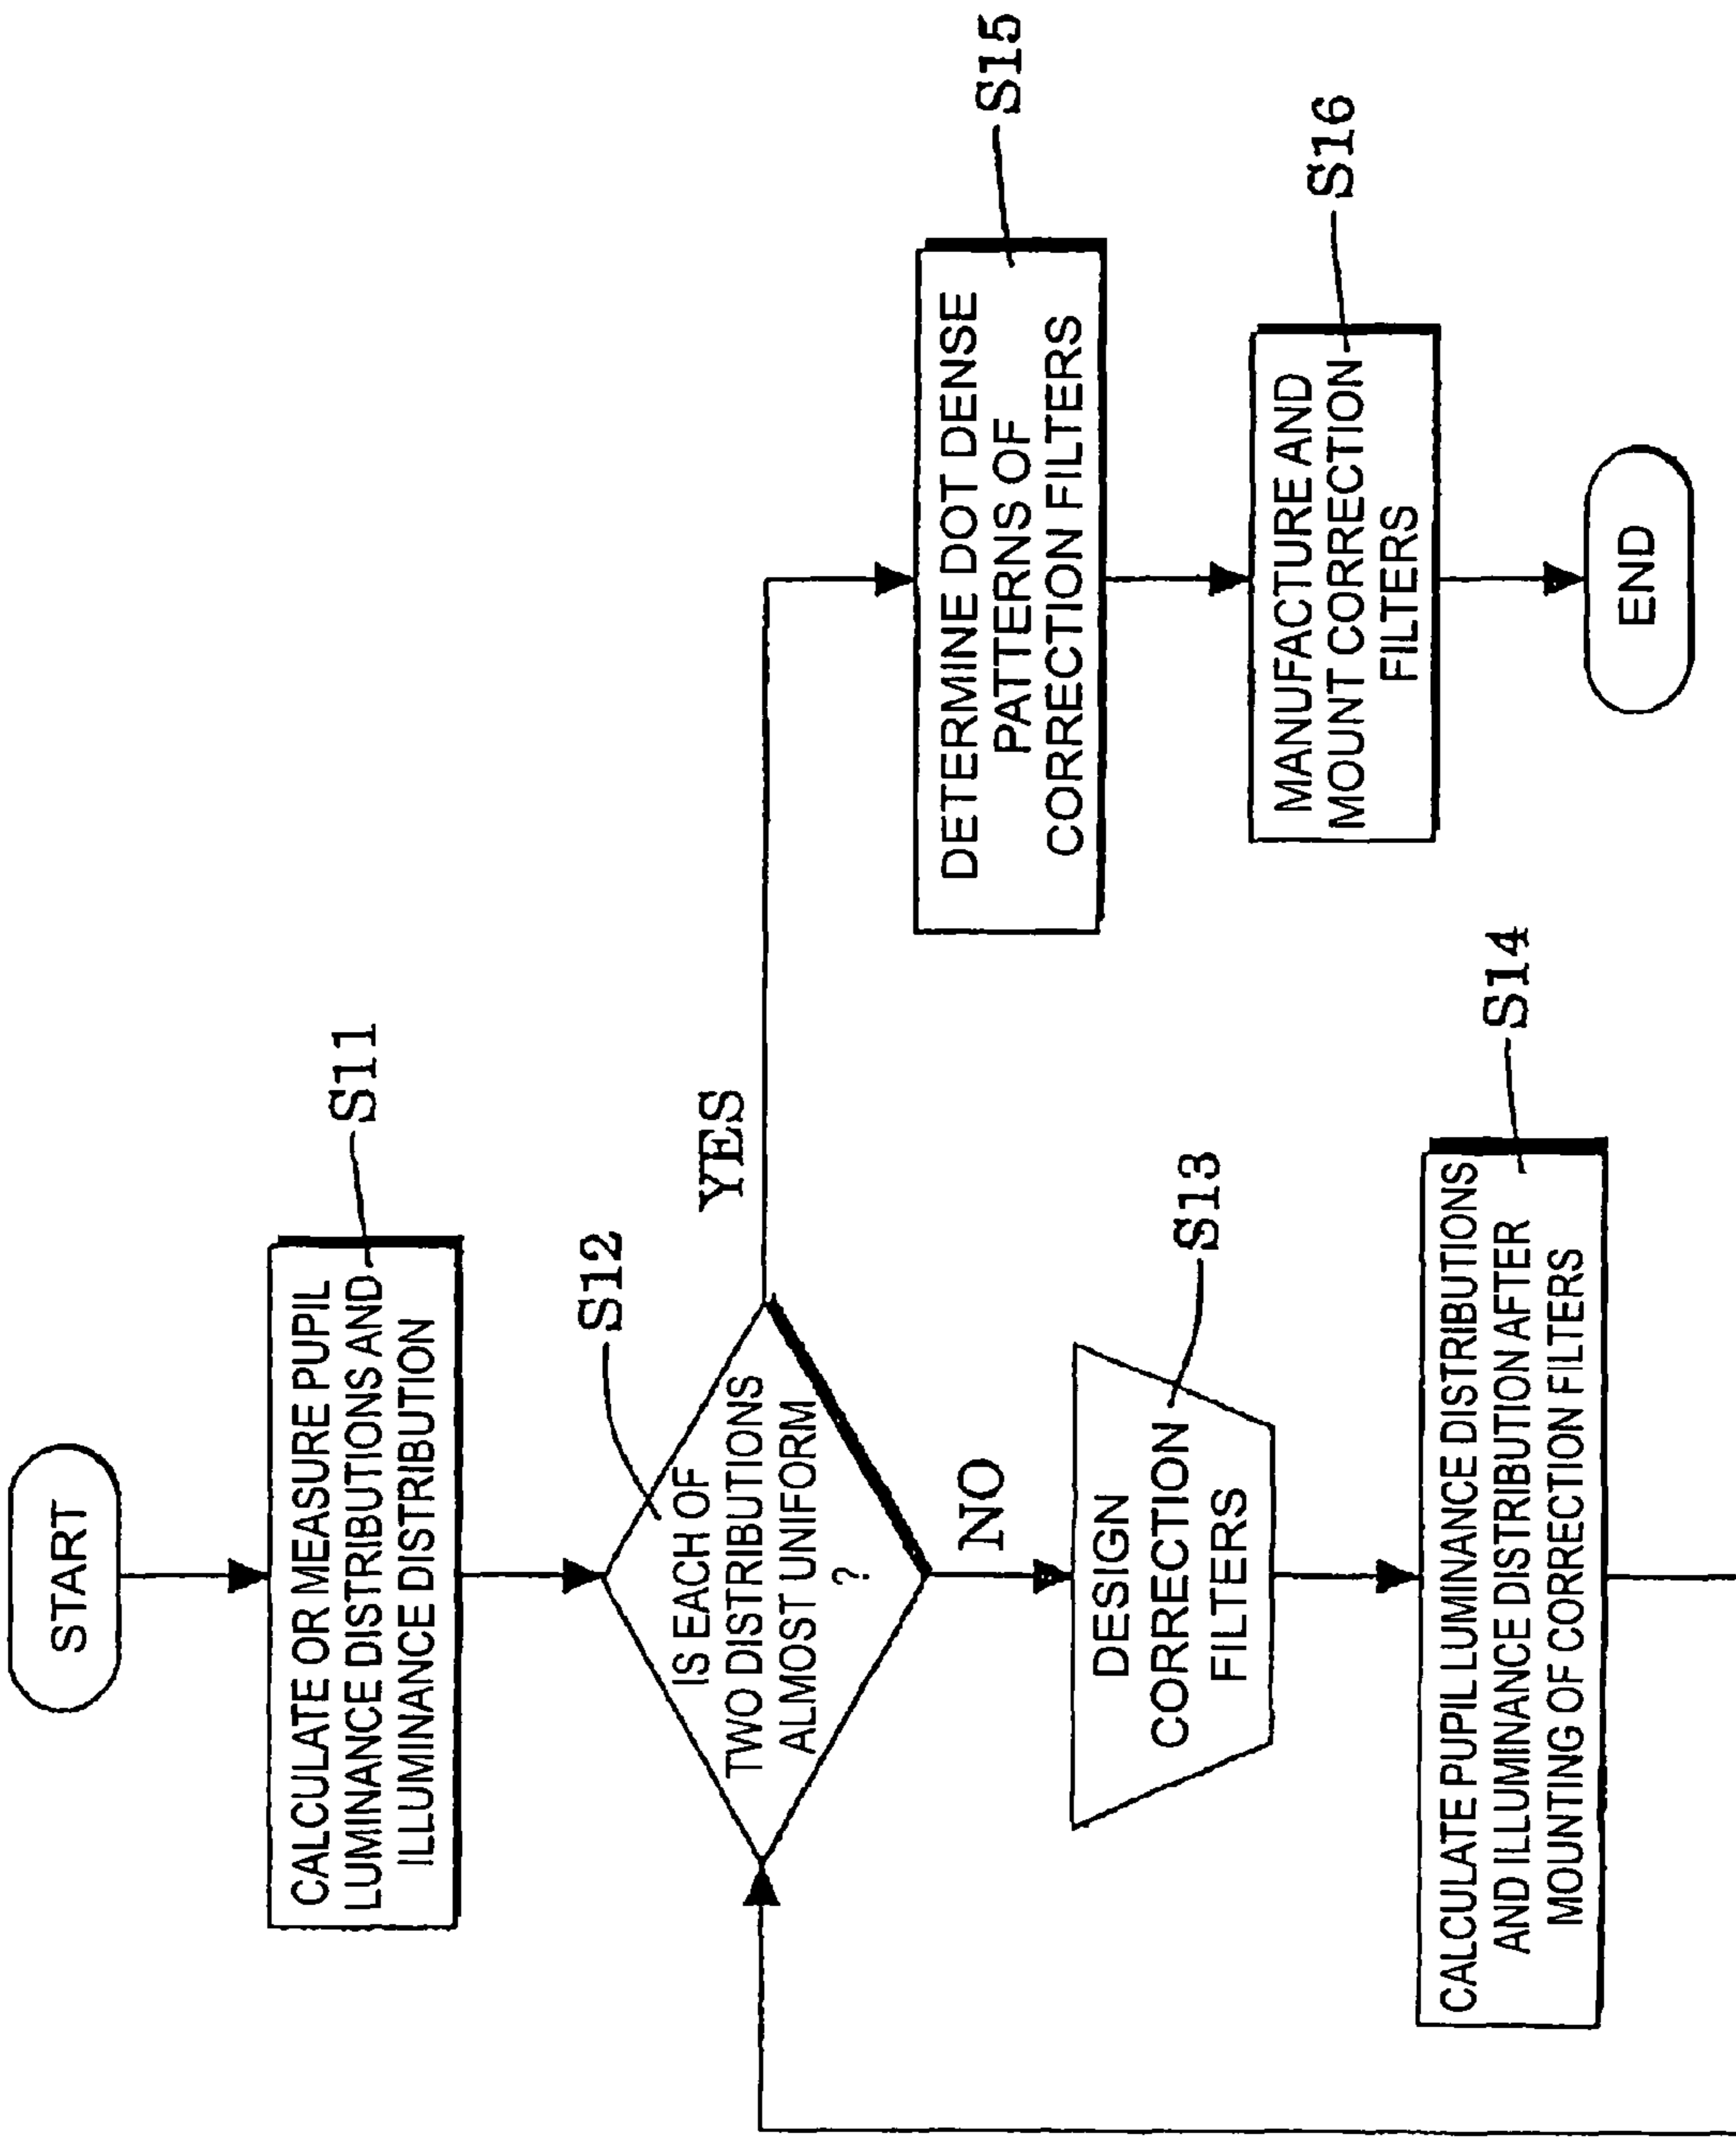 START
CALCULATE OR MEASURE PUPIL
LUMINANCE DISTRIBUTIONS AND
ILLUMINANCE DISTRIBUTION
S11
IS EACH OF
TWO DISTRIBUTIONS
ALMOST UNIFORM
?
S12
YES
NO
DESIGN
CORRECTION
FILTERS
S13
CALCULATE PUPIL LUMINANCE DISTRIBUTIONS
AND ILLUMINANCE DISTRIBUTION AFTER
MOUNTING OF CORRECTION FILTERS
S14
DETERMINE DOT DENSE
PATTERNS OF
CORRECTION FILTERS
S15
MANUFACTURE AND
MOUNT CORRECTION
FILTERS
S16
END